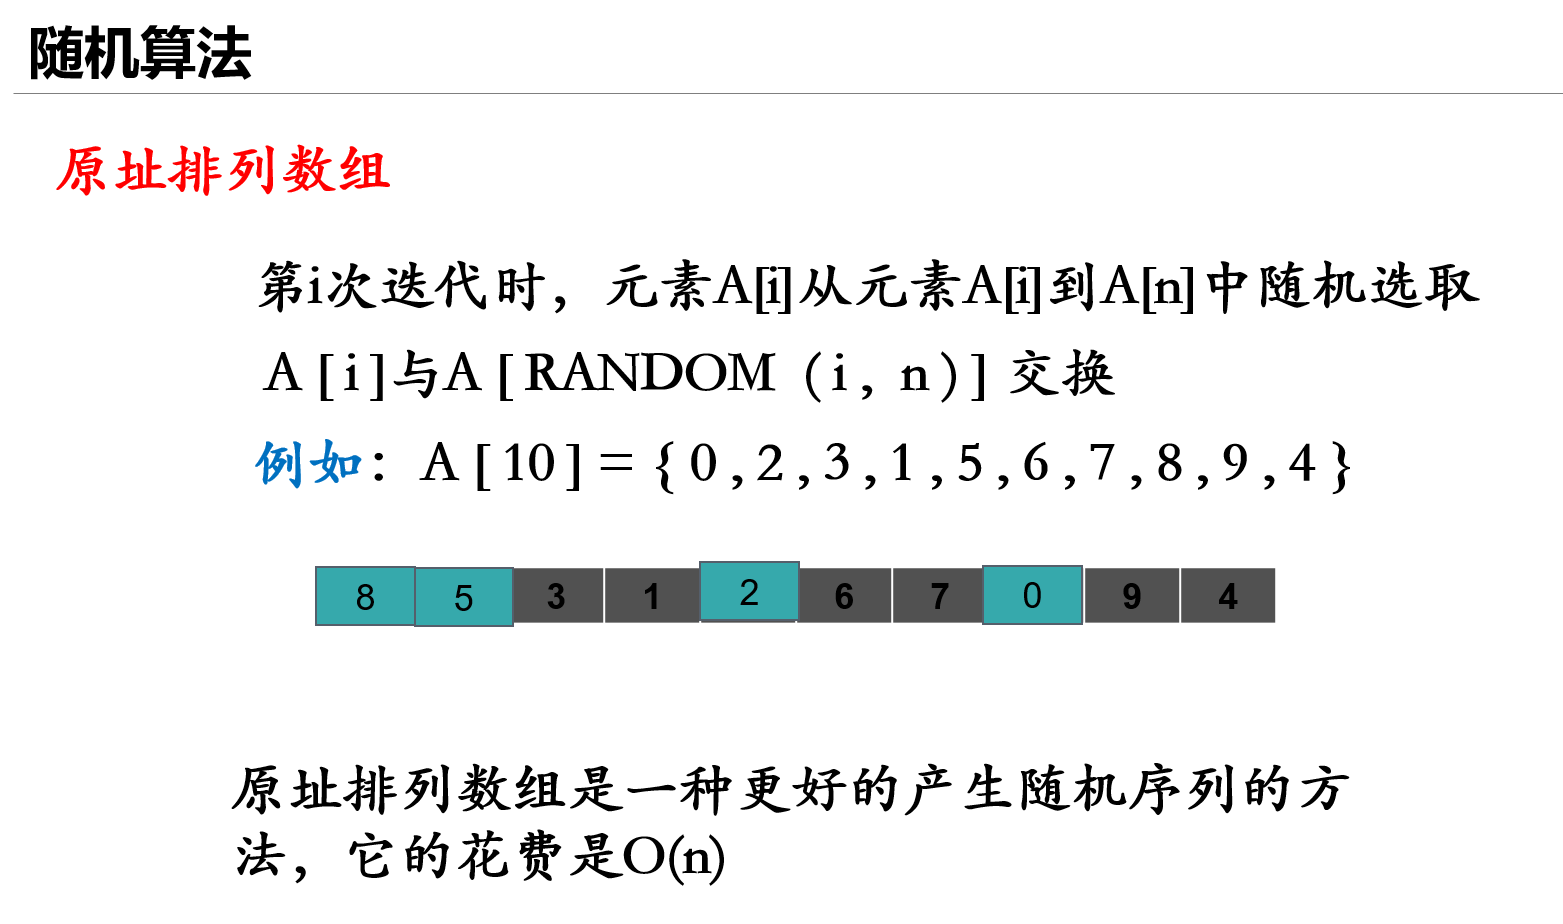 随机算法
原址排列数组
第i次迭代时，元素A[i]从元素A[i]到A[n]中随机选取
A[i]与A[RANDOM（i,n)]交换
例如：A[10]={0,2,3,1,5,6,7,8,9,4}
8 5 3 1 2 6 7 0 9 4
原址排列数组是一种更好的产生随机序列的方
法，它的花费是O(n)